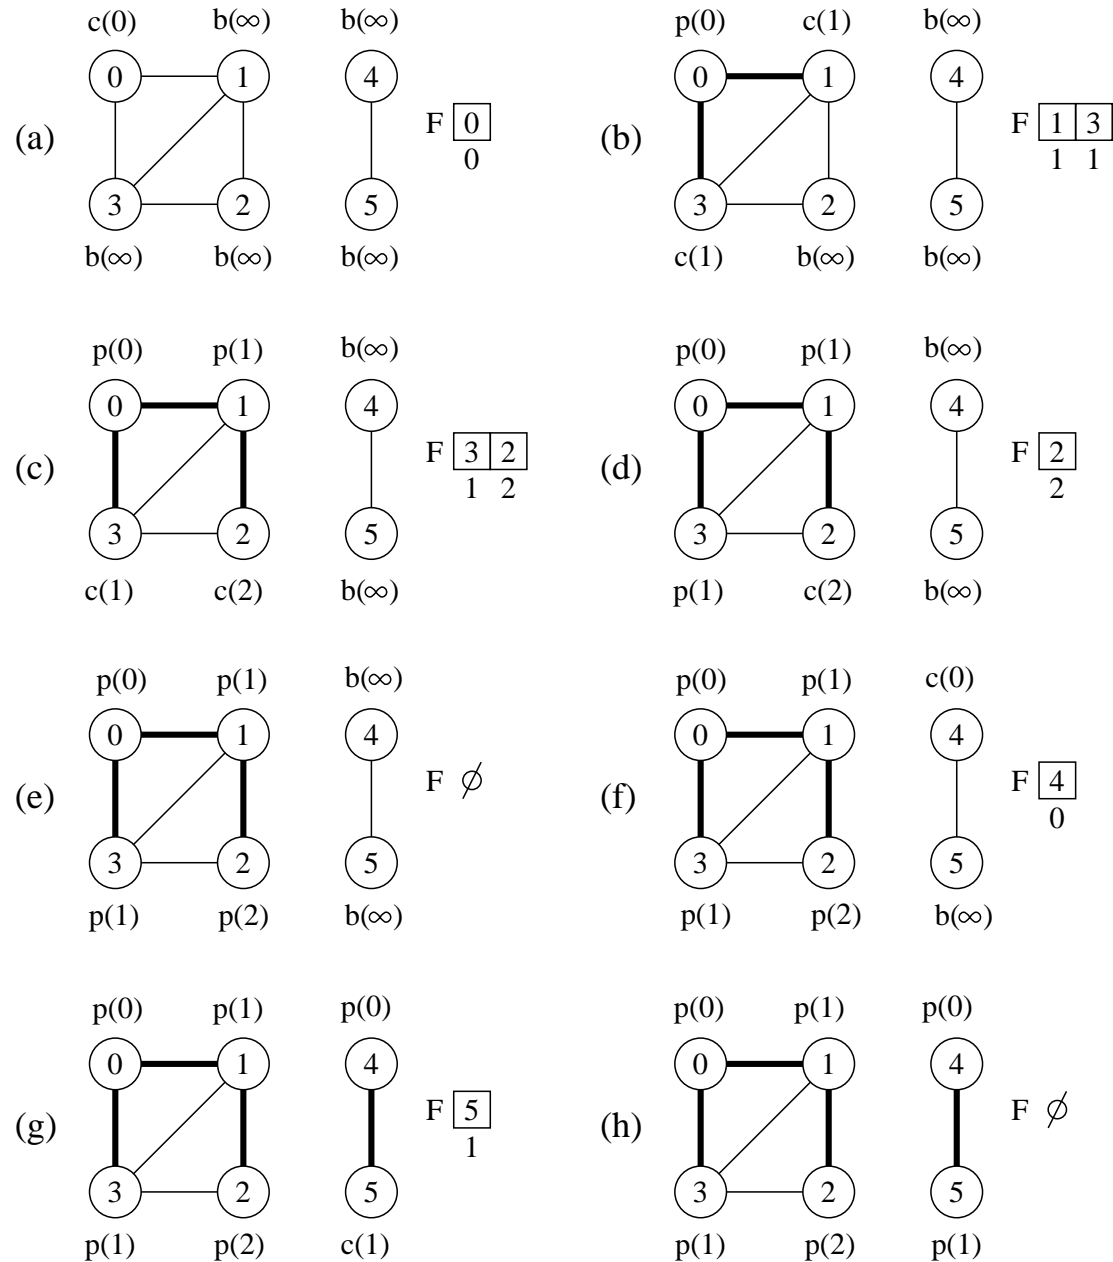 c(0) b(∞) b(∞) p(0) c(1) b(∞)
0 1 4 0 1 4
(a) F 0 (b) F 1 3
0 1 1
3 2 5 3 2 5
b(∞) b(∞) b(∞) c(1) b(∞) b(∞)
p(0) p(1) b(∞) p(0) p(1) b(∞)
0 1 4 0 1 4
(c) F 3 2 (d) F 2
1 2 2
3 2 5 3 2 5
c(1) c(2) b(∞) p(1) c(2) b(∞)
p(0) p(1) b(∞) p(0) p(1) c(0)
0 1 4 0 1 4
(e) F ∅ (f) F 4
0
3 2 5 3 2 5
p(1) p(2) b(∞) p(1) p(2) b(∞)
p(0) p(1) p(0) p(0) p(1) p(0)
0 1 4 0 1 4
(g) F 5 (h) F ∅
1
3 2 5 3 2 5
p(1) p(2) c(1) p(1) p(2) p(1)